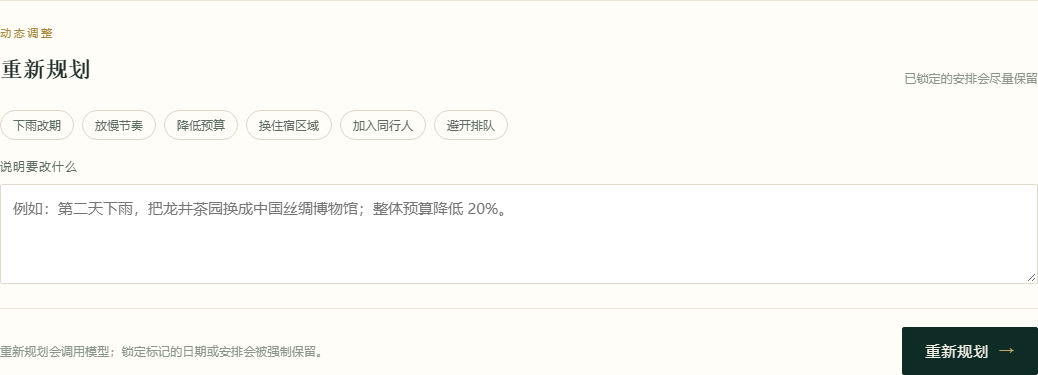 动态调整
重新规划
已锁定的安排会尽量保留
下雨改期 放慢节奏 降低预算 换住宿区域 加入同行人 避开排队
说明要改什么
例如：第二天下雨，把龙井茶园换成中国丝绸博物馆；整体预算降低 20%。
重新规划会调用模型；锁定标记的日期或安排会被强制保留。
重新规划 →